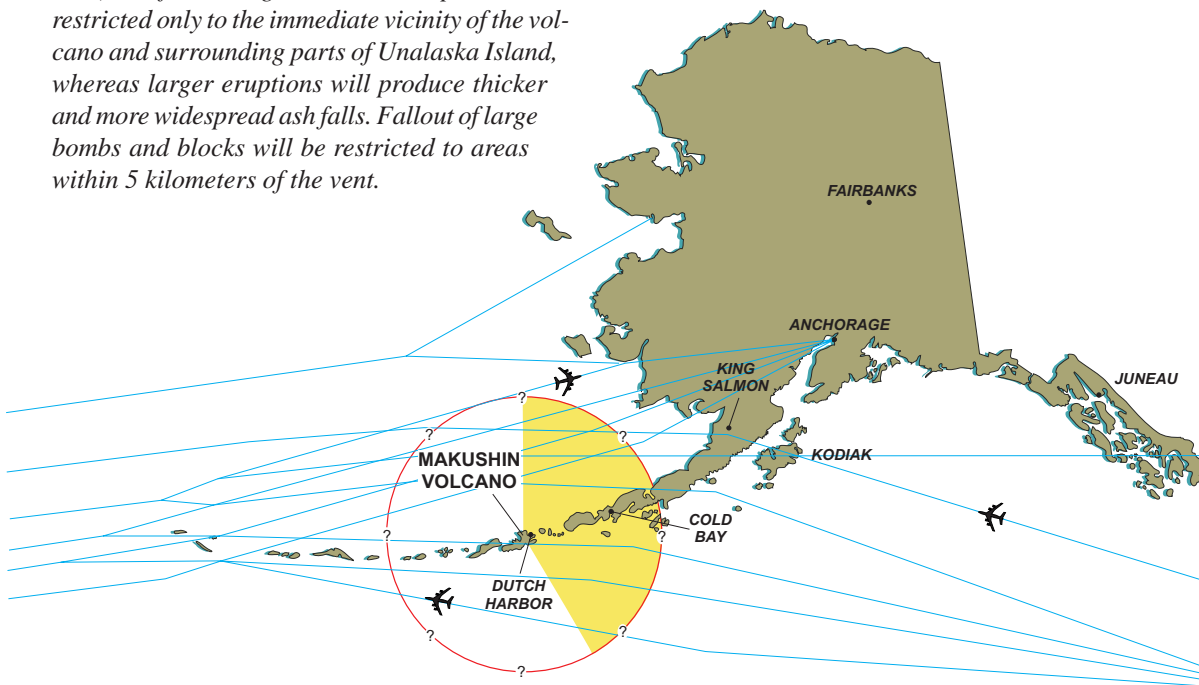 restricted only to the immediate vicinity of the vol-
cano and surrounding parts of Unalaska Island,
whereas larger eruptions will produce thicker
and more widespread ash falls. Fallout of large
bombs and blocks will be restricted to areas
within 5 kilometers of the vent.
FAIRBANKS
ANCHORAGE
KING
SALMON
JUNEAU
?
?
?
KODIAK
MAKUSHIN
VOLCANO
COLD
BAY
?
?
DUTCH
HARBOR
?
?
?